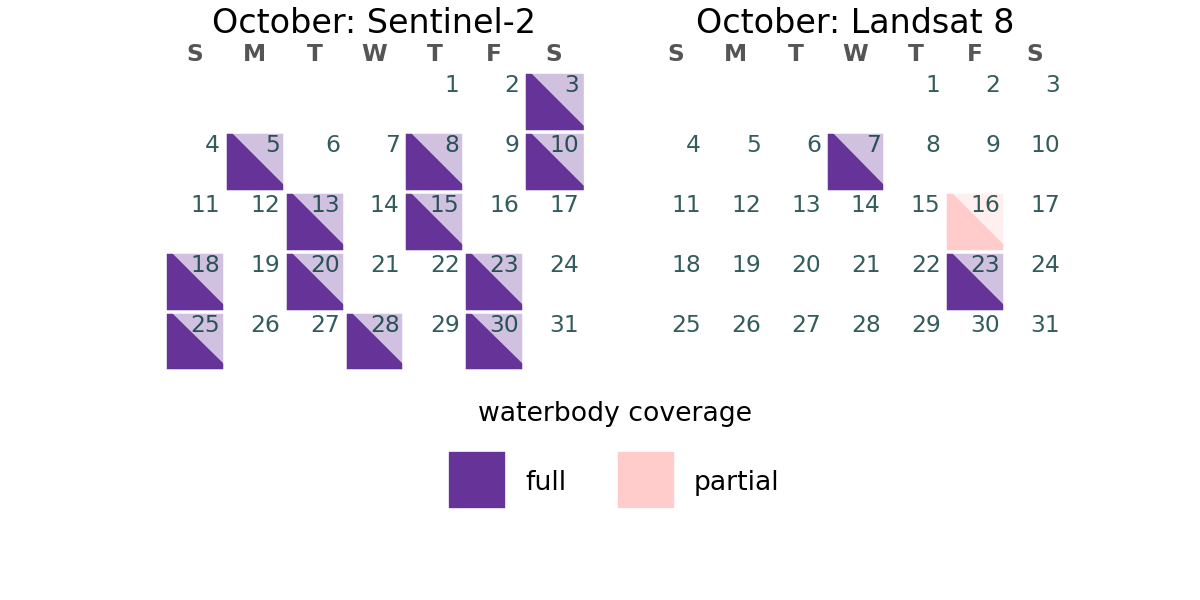 October: Sentinel-2
S M T W T F S
1 2 3
4 5 6 7 8 9 10
11 12 13 14 15 16 17
18 19 20 21 22 23 24
25 26 27 28 29 30 31
October: Landsat 8
S M T W T F S
1 2 3
4 5 6 7 8 9 10
11 12 13 14 15 16 17
18 19 20 21 22 23 24
25 26 27 28 29 30 31
waterbody coverage
full
partial